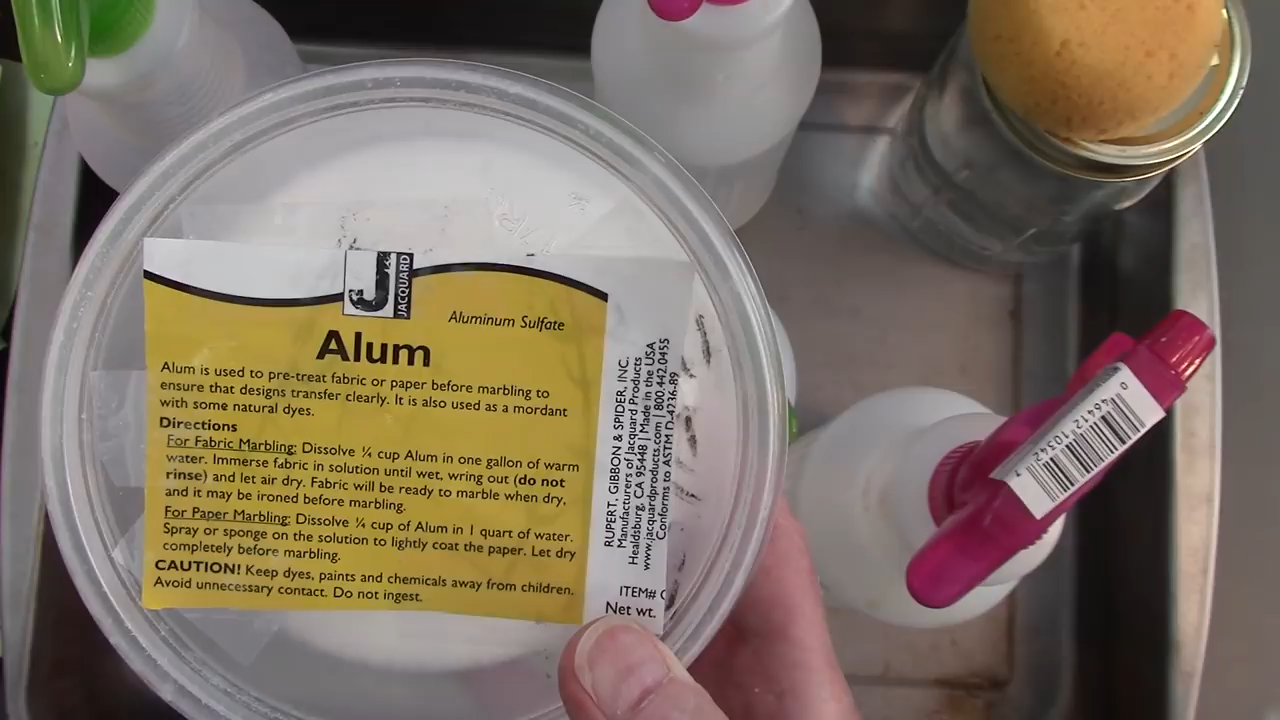 J
JACQUARD
Aluminum Sulfate
Alum
Alum is used to pre-treat fabric or paper before marbling to
ensure that designs transfer clearly. It is also used as a mordant
with some natural dyes.
Directions
For Fabric Marbling: Dissolve ¼ cup Alum in one gallon of warm
water. Immerse fabric in solution until wet, wring out (do not
rinse) and let air dry. Fabric will be ready to marble when dry,
and it may be ironed before marbling.
For Paper Marbling: Dissolve ¼ cup of Alum in 1 quart of water.
Spray or sponge on the solution to lightly coat the paper. Let dry
completely before marbling.
CAUTION! Keep dyes, paints and chemicals away from children.
Avoid unnecessary contact. Do not ingest.
RUPERT, GIBBON & SPIDER, INC.
Manufacturers of Jacquard Products
Healdsburg, CA 95448 | Made in the USA
www.jacquardproducts.com | 800.442.0455
Conforms to ASTM D-4236-89
ITEM#
Net wt.
0 46412 10342 7